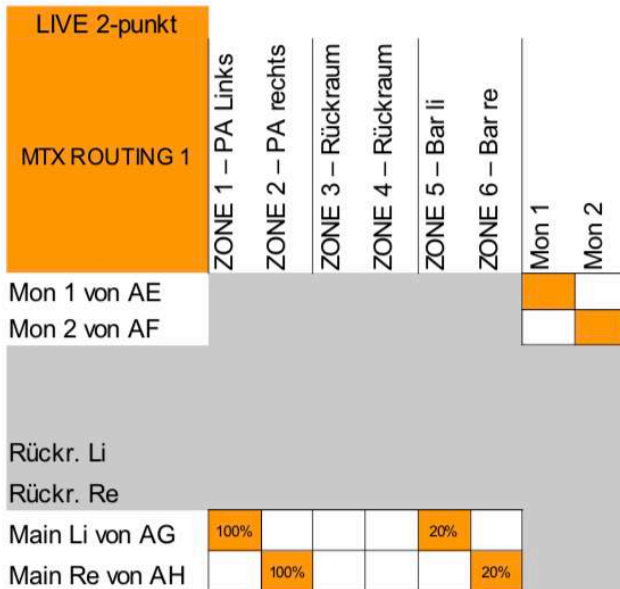 LIVE 2-punkt
MTX ROUTING 1
ZONE 1 – PA Links
ZONE 2 – PA rechts
ZONE 3 – Rückraum
ZONE 4 – Rückraum
ZONE 5 – Bar li
ZONE 6 – Bar re
Mon 1
Mon 2
Mon 1 von AE
Mon 2 von AF
Rückr. Li
Rückr. Re
Main Li von AG 100% 20%
Main Re von AH 100% 20%